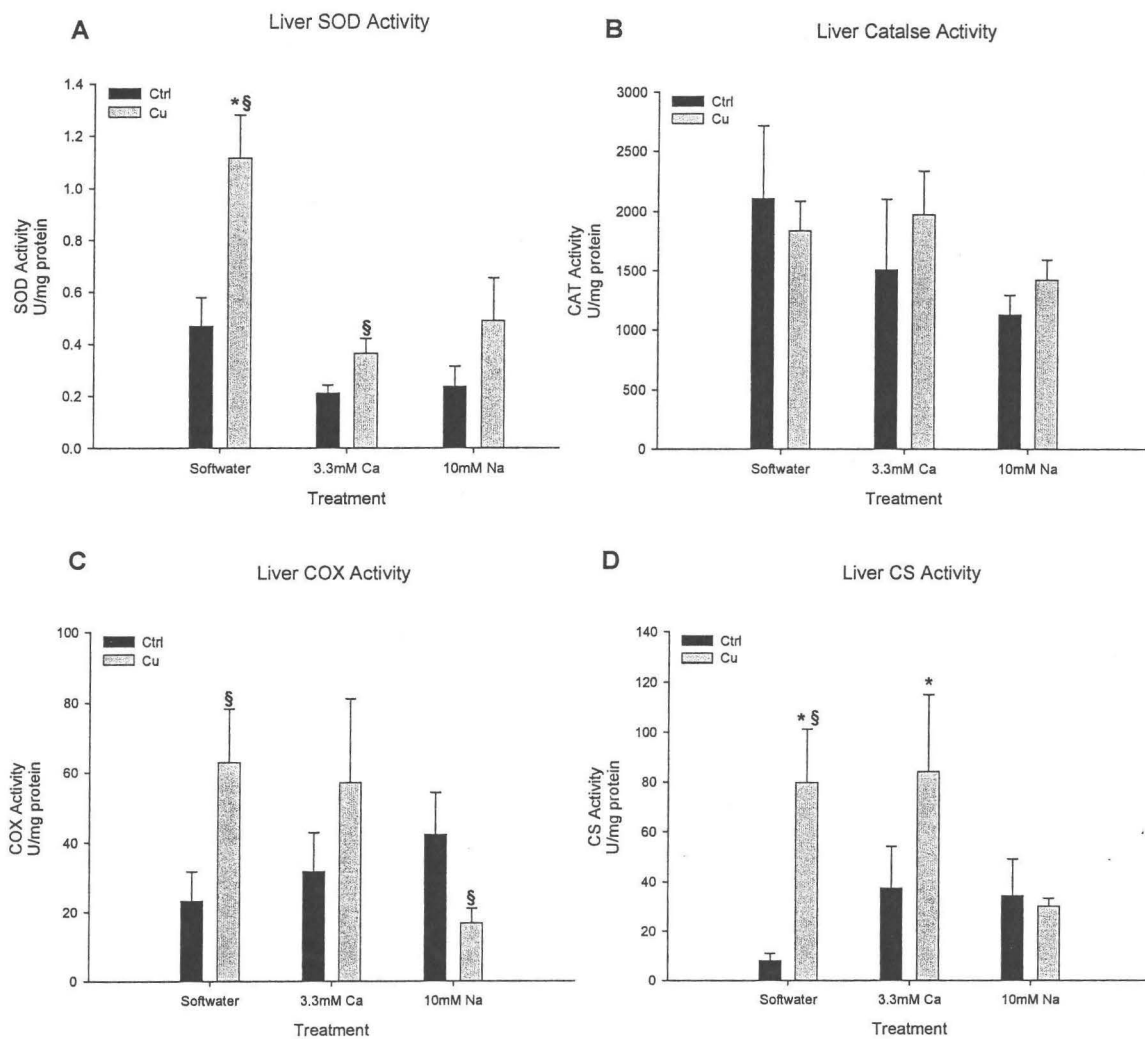 A
Liver SOD Activity
Ctrl
Cu
SOD Activity
U/mg protein
1.4
1.2
1.0
0.8
0.6
0.4
0.2
0.0
* §
§
Softwater
3.3mM Ca
10mM Na
Treatment
B
Liver Catalse Activity
Ctrl
Cu
CAT Activity
U/mg protein
3000
2500
2000
1500
1000
500
0
Softwater
3.3mM Ca
10mM Na
Treatment
C
Liver COX Activity
Ctrl
Cu
COX Activity
U/mg protein
100
80
60
40
20
0
§
§
Softwater
3.3mM Ca
10mM Na
Treatment
D
Liver CS Activity
Ctrl
Cu
CS Activity
U/mg protein
140
120
100
80
60
40
20
0
* §
*
Softwater
3.3mM Ca
10mM Na
Treatment